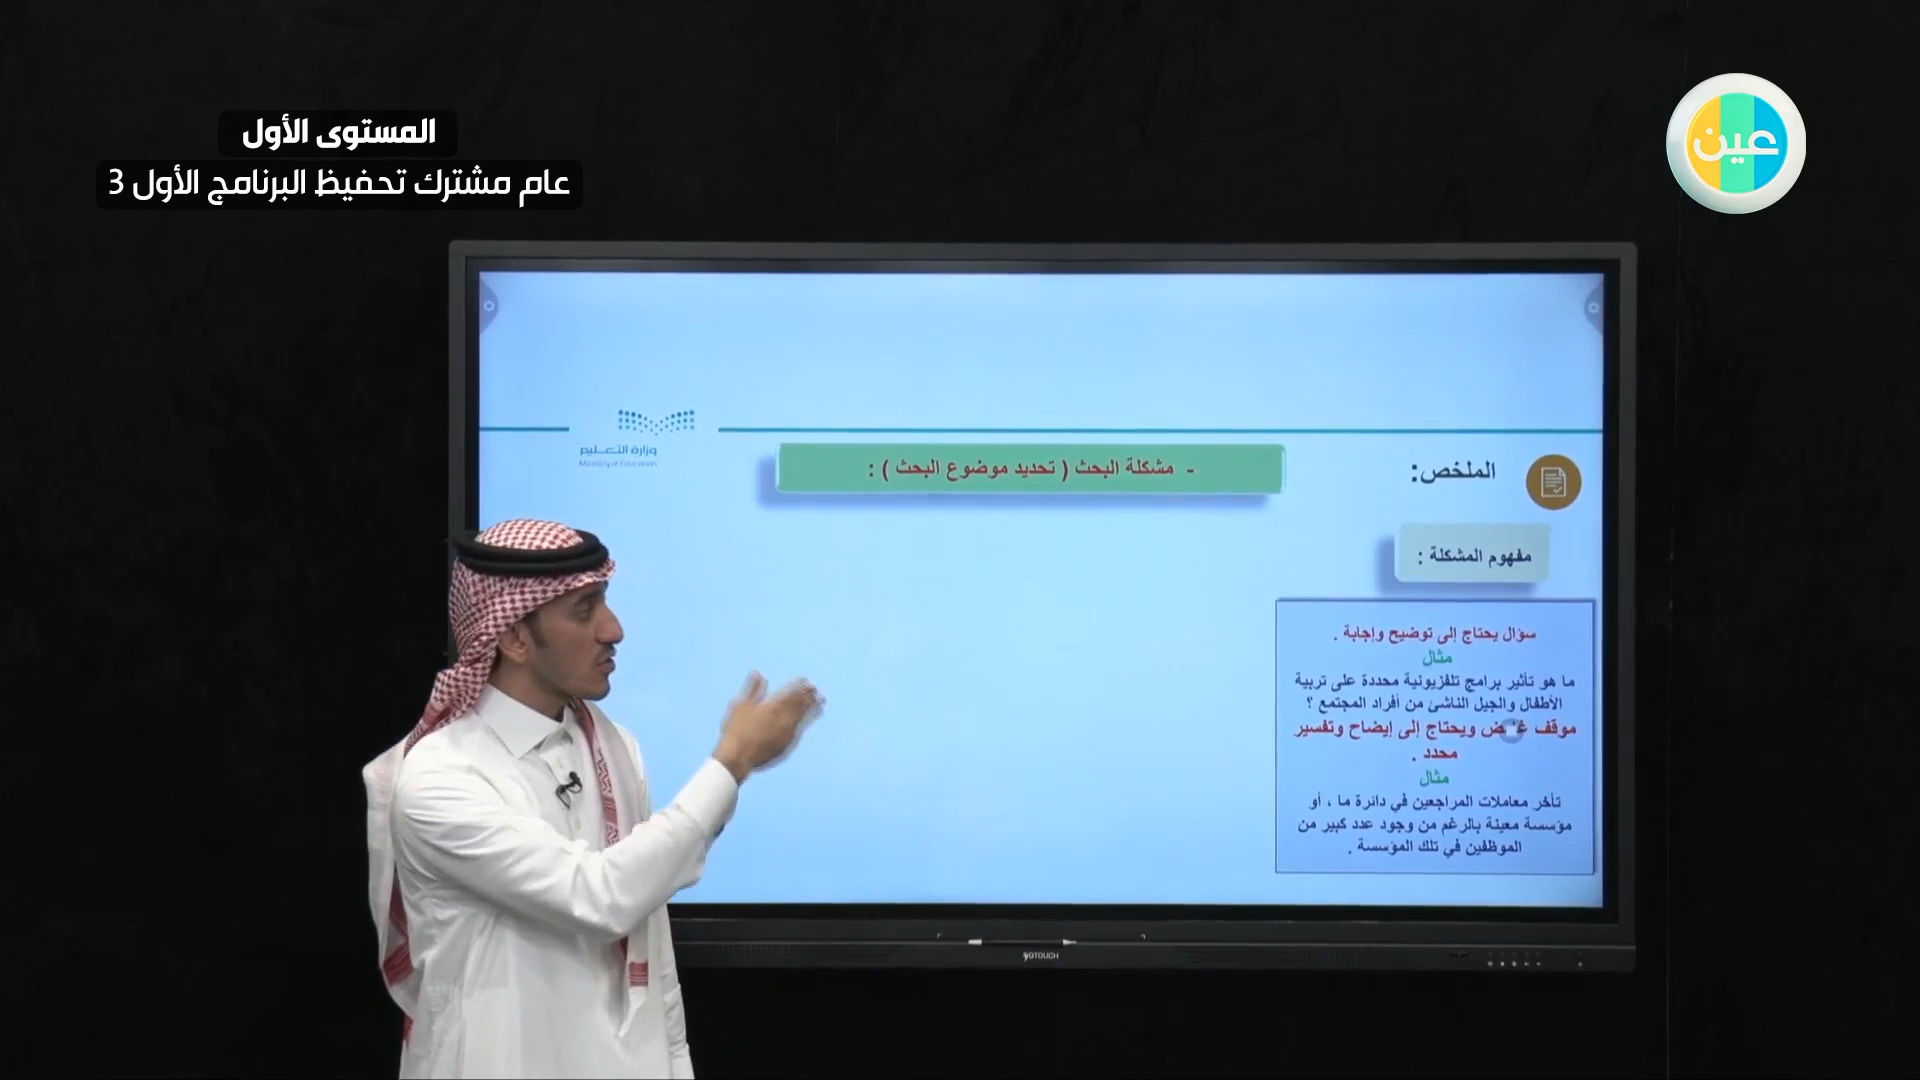 المستوى الأول
عام مشترك تحفيظ البرنامج الأول 3
عين
وزارة التعليم
Ministry of Education
- مشكلة البحث ( تحديد موضوع البحث ) :
الملخص:
مفهوم المشكلة :
سؤال يحتاج إلى توضيح وإجابة .
مثال
ما هو تأثير برامج تلفزيونية محددة على تربية
الأطفال والجيل الناشئ من أفراد المجتمع ؟
موقف ويحتاج إلى إيضاح وتفسير
محدد .
مثال
تأخر معاملات المراجعين في دائرة ما ، أو
مؤسسة معينة بالرغم من وجود عدد كبير من
الموظفين في تلك المؤسسة .